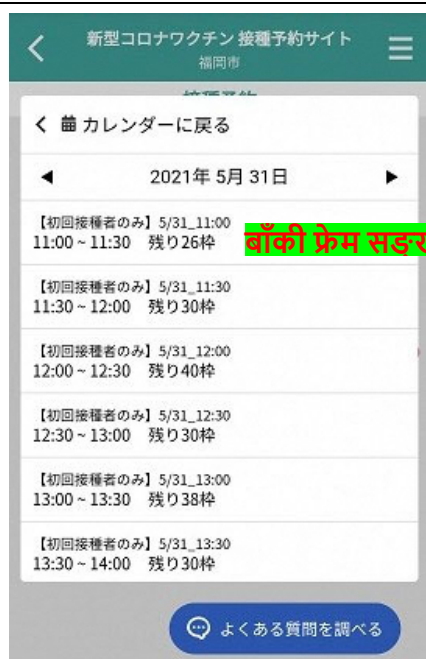 新型コロナワクチン 接種予約サイト
福岡市
接種予約
カレンダーに戻る
2021年 5月 31日
【初回接種者のみ】5/31_11:00
11:00 ~ 11:30 残り26枠
बाँकी फ्रेम
【初回接種者のみ】5/31_11:30
11:30 ~ 12:00 残り30枠
【初回接種者のみ】5/31_12:00
12:00 ~ 12:30 残り40枠
【初回接種者のみ】5/31_12:30
12:30 ~ 13:00 残り30枠
【初回接種者のみ】5/31_13:00
13:00 ~ 13:30 残り38枠
【初回接種者のみ】5/31_13:30
13:30 ~ 14:00 残り30枠
よくある質問を調べる